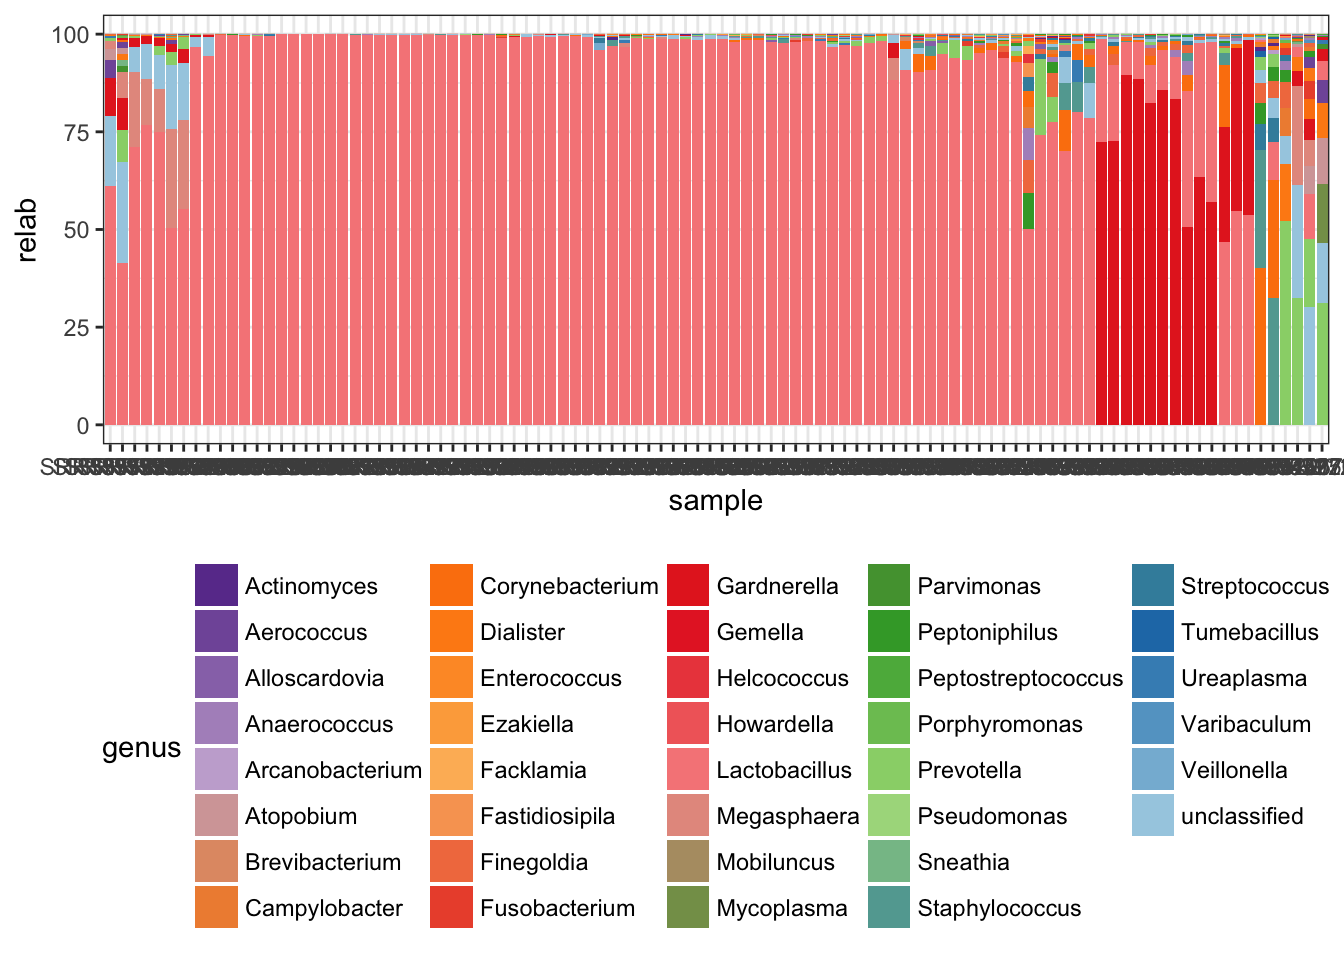 100
75
50
25
0
relab
sample
genus
Actinomyces
Aerococcus
Alloscardovia
Anaerococcus
Arcanobacterium
Atopobium
Brevibacterium
Campylobacter
Corynebacterium
Dialister
Enterococcus
Ezakiella
Facklamia
Fastidiosipila
Finegoldia
Fusobacterium
Gardnerella
Gemella
Helcococcus
Howardella
Lactobacillus
Megasphaera
Mobiluncus
Mycoplasma
Parvimonas
Peptoniphilus
Peptostreptococcus
Porphyromonas
Prevotella
Pseudomonas
Sneathia
Staphylococcus
Streptococcus
Tumebacillus
Ureaplasma
Varibaculum
Veillonella
unclassified